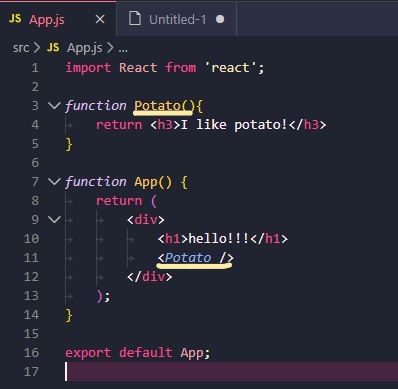 JS App.js × Untitled-1 ●
src > JS App.js > ...
1 import React from 'react';
2
3 function Potato(){
4 return <h3>I like potato!</h3>
5 }
6
7 function App() {
8 return (
9 <div>
10 <h1>hello!!!</h1>
11 <Potato />
12 </div>
13 );
14 }
15
16 export default App;
17